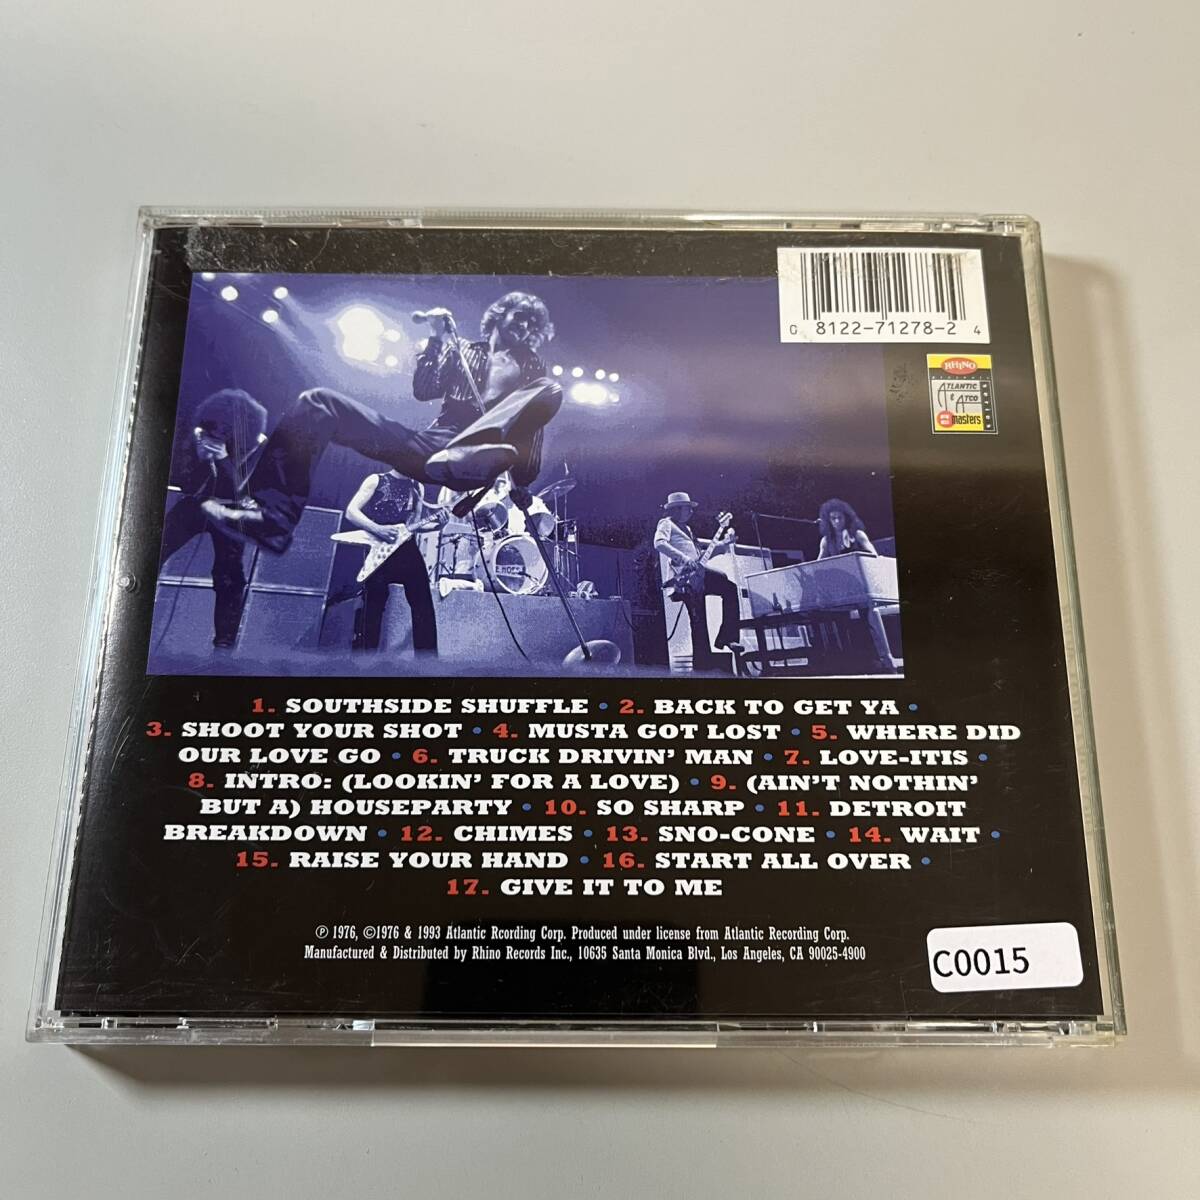 0 8122-71278-2 4
RHINO
ATLANTIC
& ATCO
masters
1. SOUTHSIDE SHUFFLE • 2. BACK TO GET YA •
3. SHOOT YOUR SHOT • 4. MUSTA GOT LOST • 5. WHERE DID
OUR LOVE GO • 6. TRUCK DRIVIN' MAN • 7. LOVE-ITIS •
8. INTRO: (LOOKIN' FOR A LOVE) • 9. (AIN'T NOTHIN'
BUT A) HOUSEPARTY • 10. SO SHARP • 11. DETROIT
BREAKDOWN • 12. CHIMES • 13. SNO-CONE • 14. WAIT •
15. RAISE YOUR HAND • 16. START ALL OVER •
17. GIVE IT TO ME
℗ 1976, ©1976 & 1993 Atlantic Rcording Corp. Produced under license from Atlantic Recording Corp.
Manufactured & Distributed by Rhino Records Inc., 10635 Santa Monica Blvd., Los Angeles, CA 90025-4900
C0015